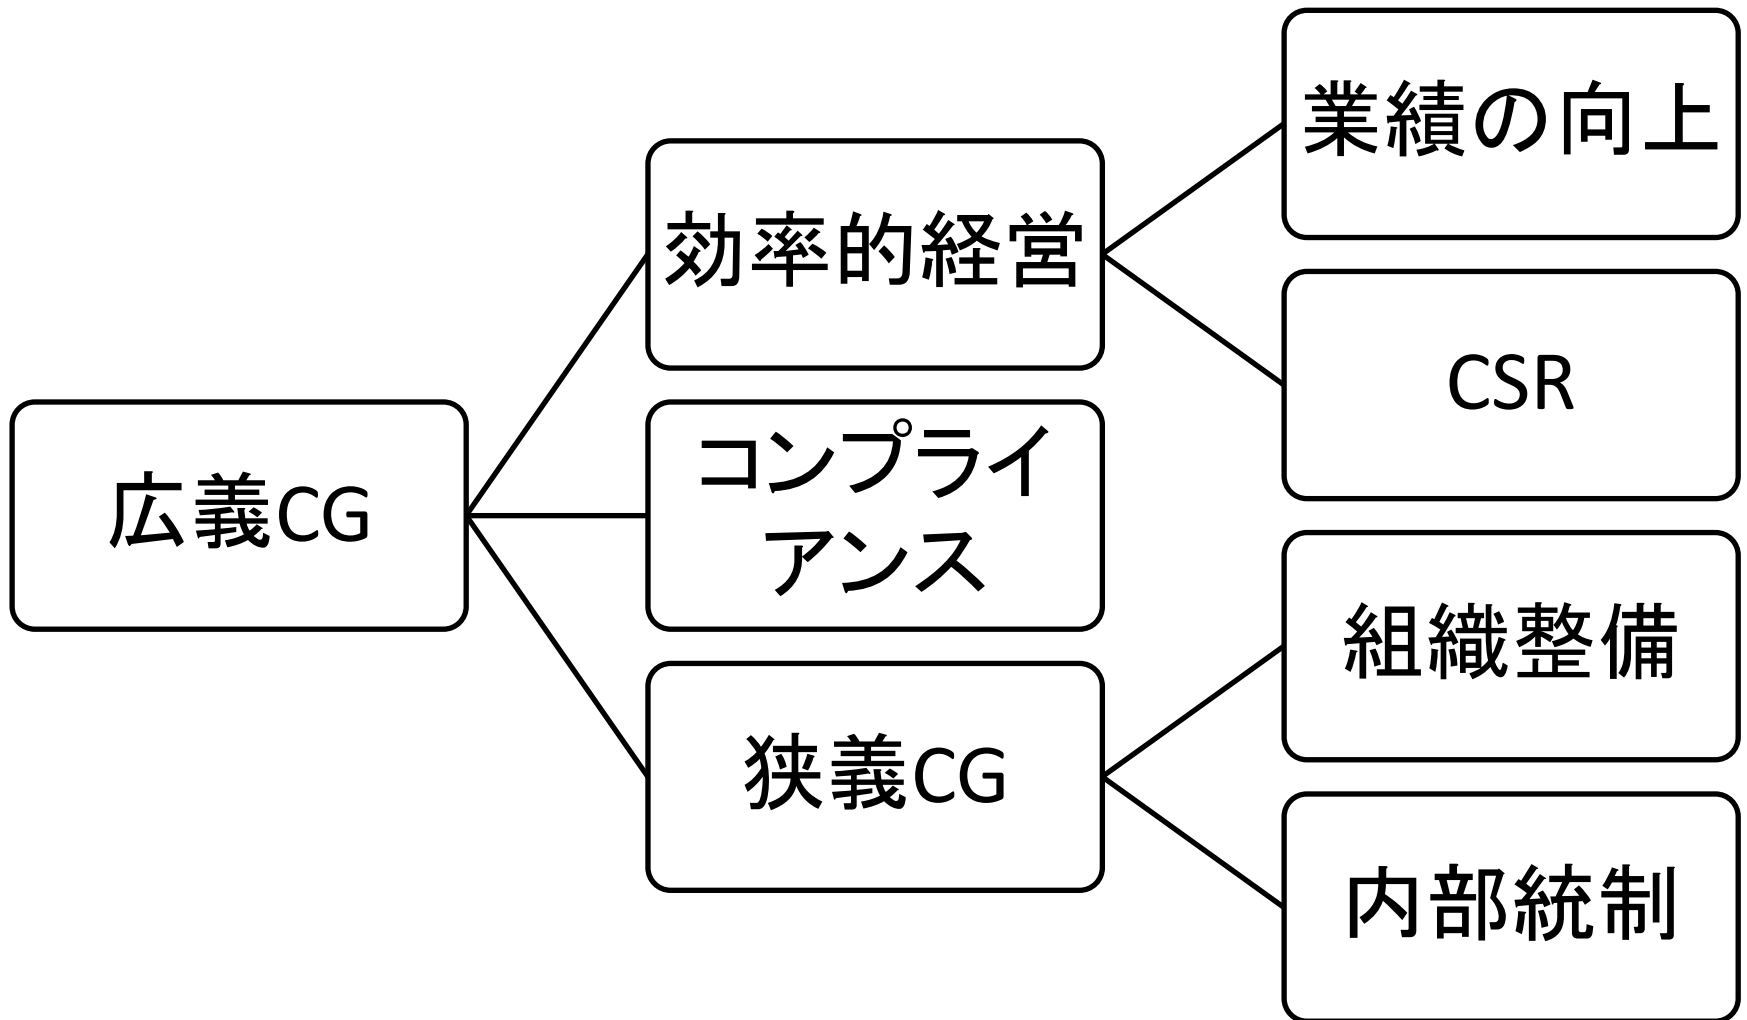 広義CG
効率的経営
業績の向上
CSR
コンプライ
アンス
狭義CG
組織整備
内部統制